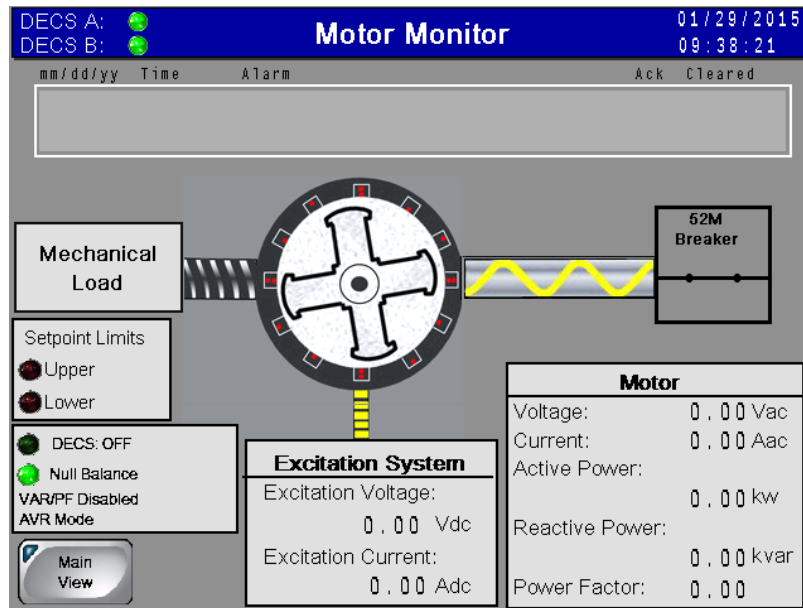 DECS A:
DECS B:
Motor Monitor
01/29/2015
09:38:21
mm/dd/yy Time Alarm Ack Cleared
52M
Breaker
Mechanical
Load
Setpoint Limits
Upper
Lower
DECS: OFF
Null Balance
VAR/PF Disabled
AVR Mode
Main
View
Excitation System
Excitation Voltage:
0.00 Vdc
Excitation Current:
0.00 Adc
Motor
Voltage: 0.00 Vac
Current: 0.00 Aac
Active Power:
0.00 kw
Reactive Power:
0.00 kvar
Power Factor: 0.00